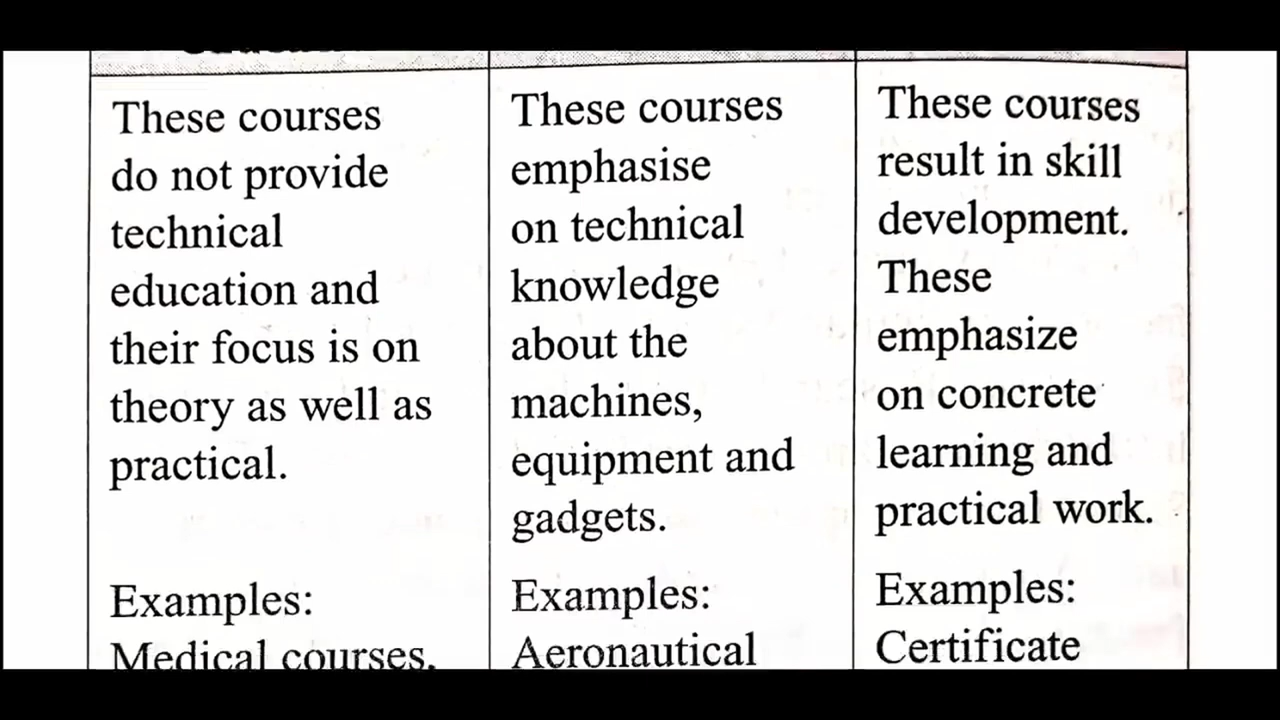 These courses
do not provide
technical
education and
their focus is on
theory as well as
practical.
Examples:
Medical courses,
These courses
emphasise
on technical
knowledge
about the
machines,
equipment and
gadgets.
Examples:
Aeronautical
These courses
result in skill
development.
These
emphasize
on concrete
learning and
practical work.
Examples:
Certificate